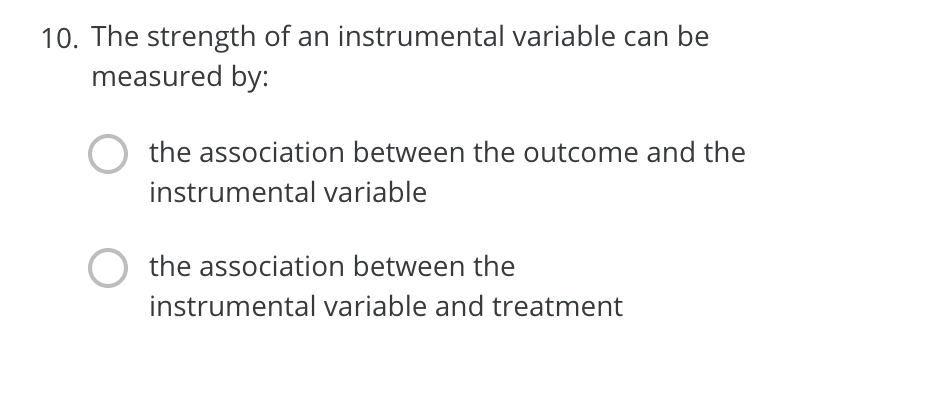 10. The strength of an instrumental variable can be
measured by:
the association between the outcome and the
instrumental variable
the association between the
instrumental variable and treatment